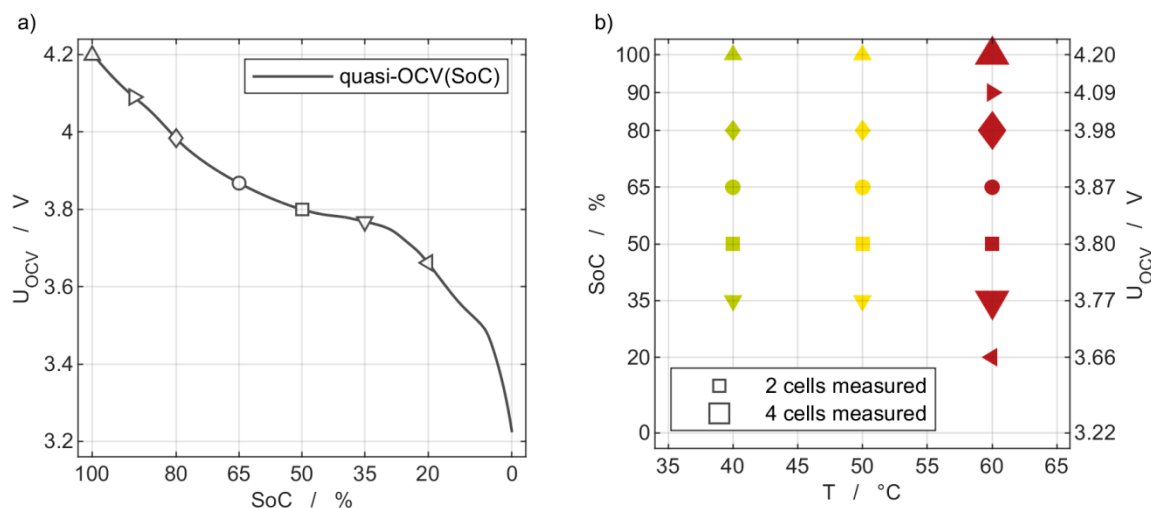 a)
U_OCV / V
4.2
4
3.8
3.6
3.4
3.2
quasi-OCV(SoC)
100 80 65 50 35 20 0
SoC / %
b)
SoC / %
100
90
80
65
50
35
20
0
2 cells measured
4 cells measured
35 40 45 50 55 60 65
T / °C
4.20
4.09
3.98
3.87
3.80
3.77
3.66
3.22
U_OCV / V